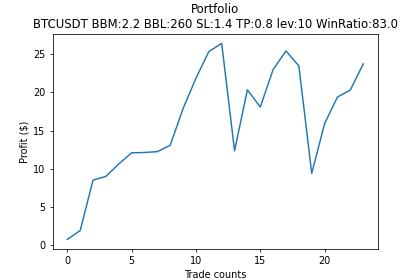 Portfolio
BTCUSDT BBM:2.2 BBL:260 SL:1.4 TP:0.8 lev:10 WinRatio:83.0
Profit ($)
25
20
15
10
5
0
0 5 10 15 20
Trade counts